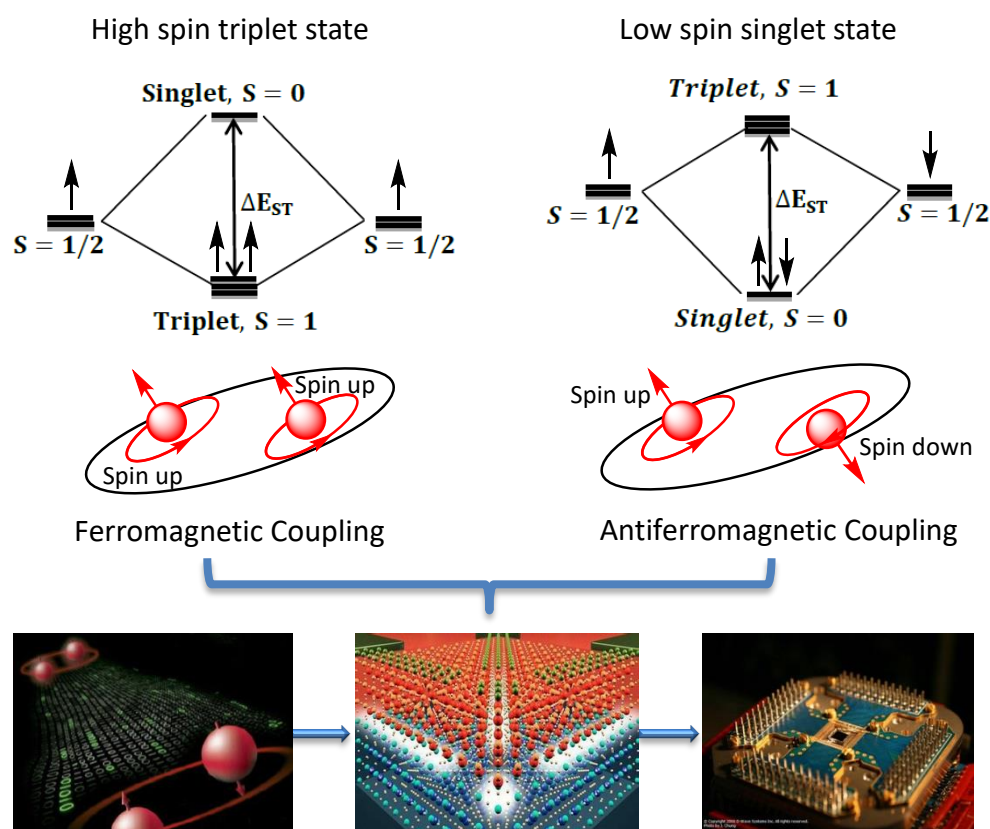 High spin triplet state
Low spin singlet state
Singlet, S = 0
Triplet, S = 1
ΔE_ST
S = 1/2
S = 1/2
Triplet, S = 1
ΔE_ST
S = 1/2
S = 1/2
Singlet, S = 0
Spin up
Spin up
Spin up
Spin down
Ferromagnetic Coupling
Antiferromagnetic Coupling